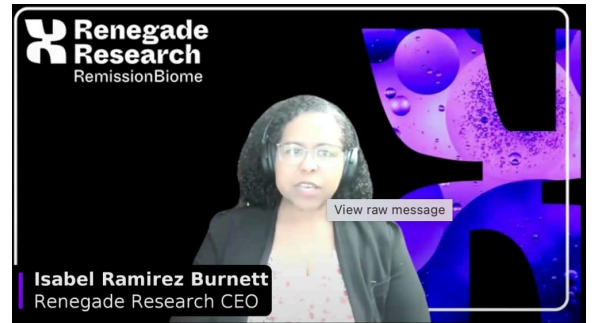 Renegade
Research
RemissionBiome
View raw message
Isabel Ramirez Burnett
Renegade Research CEO